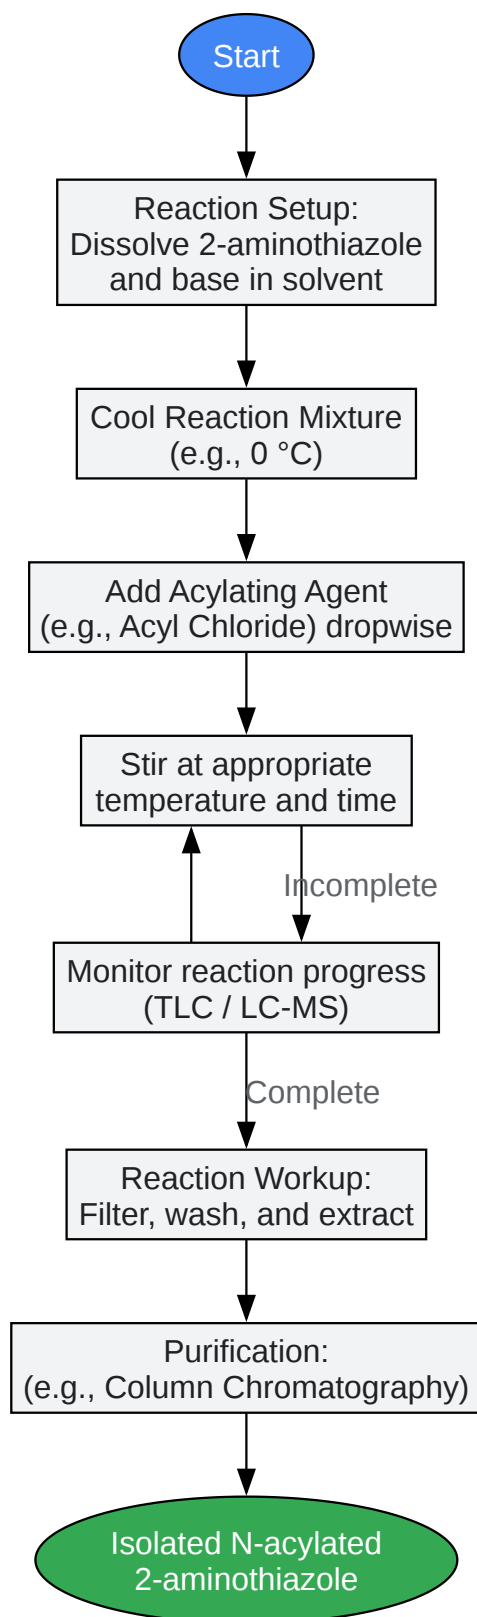 Start
Reaction Setup:
Dissolve 2-aminothiazole
and base in solvent
Cool Reaction Mixture
(e.g., 0 °C)
Add Acylating Agent
(e.g., Acyl Chloride) dropwise
Stir at appropriate
temperature and time
Incomplete
Monitor reaction progress
(TLC / LC-MS)
Complete
Reaction Workup:
Filter, wash, and extract
Purification:
(e.g., Column Chromatography)
Isolated N-acylated
2-aminothiazole